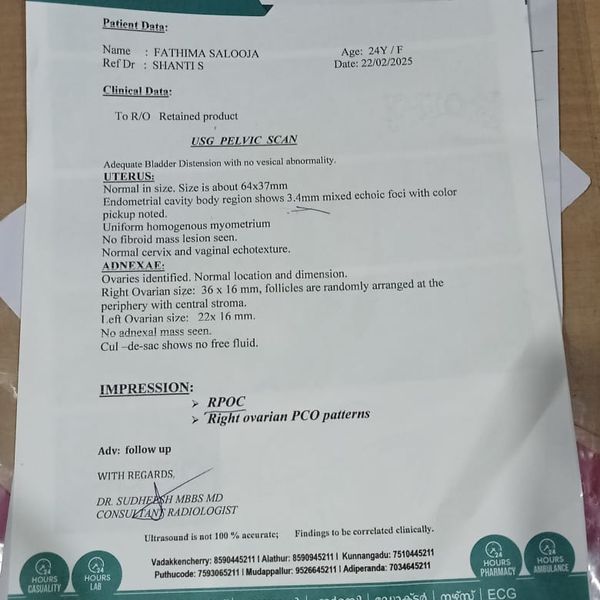 Patient Data:
Name : FATHIMA SALOOJA Age: 24Y / F
Ref Dr : SHANTI S Date: 22/02/2025
Clinical Data:
To R/O Retained product
USG PELVIC SCAN
Adequate Bladder Distension with no vesical abnormality.
UTERUS:
Normal in size. Size is about 64x37mm
Endometrial cavity body region shows 3.4mm mixed echoic foci with color
pickup noted.
Uniform homogenous myometrium
No fibroid mass lesion seen.
Normal cervix and vaginal echotexture.
ADNEXAE:
Ovaries identified. Normal location and dimension.
Right Ovarian size: 36 x 16 mm, follicles are randomly arranged at the
periphery with central stroma.
Left Ovarian size: 22x 16 mm.
No adnexal mass seen.
Cul –de-sac shows no free fluid.
IMPRESSION:
➢ RPOC
➢ Right ovarian PCO patterns
Adv: follow up
WITH REGARDS,
DR. SUDHEESH MBBS MD
CONSULTANT RADIOLOGIST
Ultrasound is not 100 % accurate; Findings to be correlated clinically.
Vadakkencherry: 8590445211 I Alathur: 8590945211 I Kunnangadu: 7510445211
Puthucode: 7593065211 I Mudappallur: 9526645211 I Adiperanda: 7034645211
24 HOURS CASUALITY
24 HOURS LAB
24 HOURS PHARMACY
24 HOURS AMBULANCE
ഡോക്ടർ | നഴ്സ് | ECG